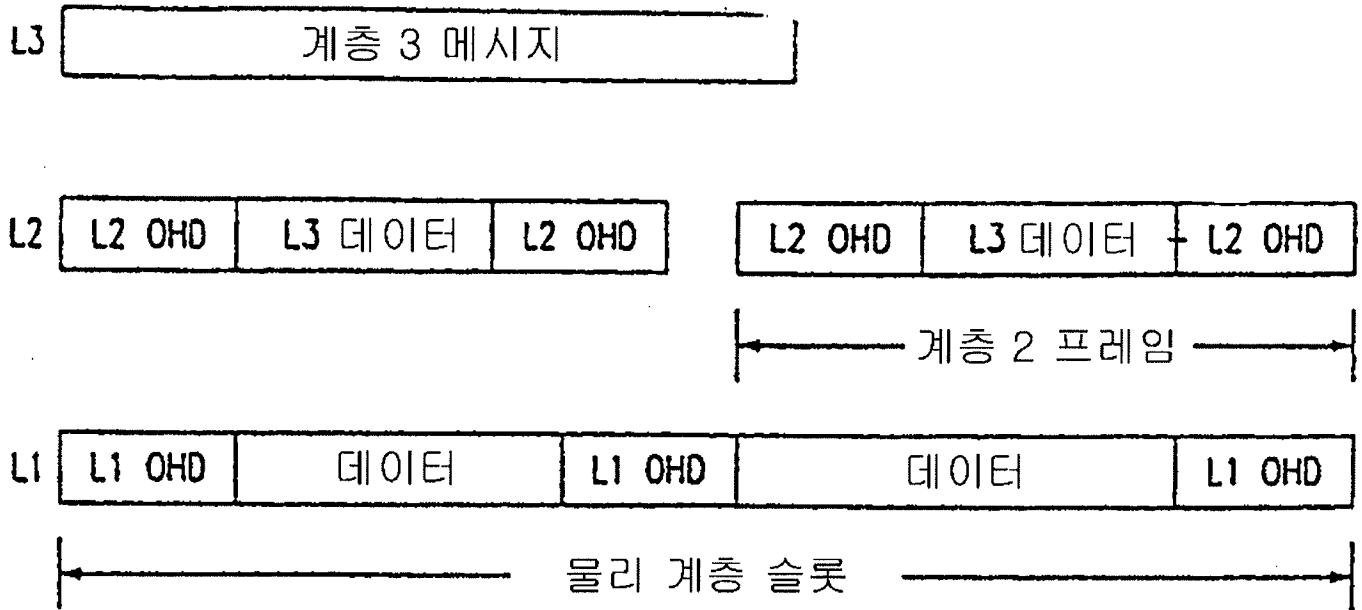 L3 계층 3 메시지
L2 L2 OHD L3 데이터 L2 OHD L2 OHD L3 데이터 L2 OHD
계층 2 프레임
L1 L1 OHD 데이터 L1 OHD 데이터 L1 OHD
물리 계층 슬롯